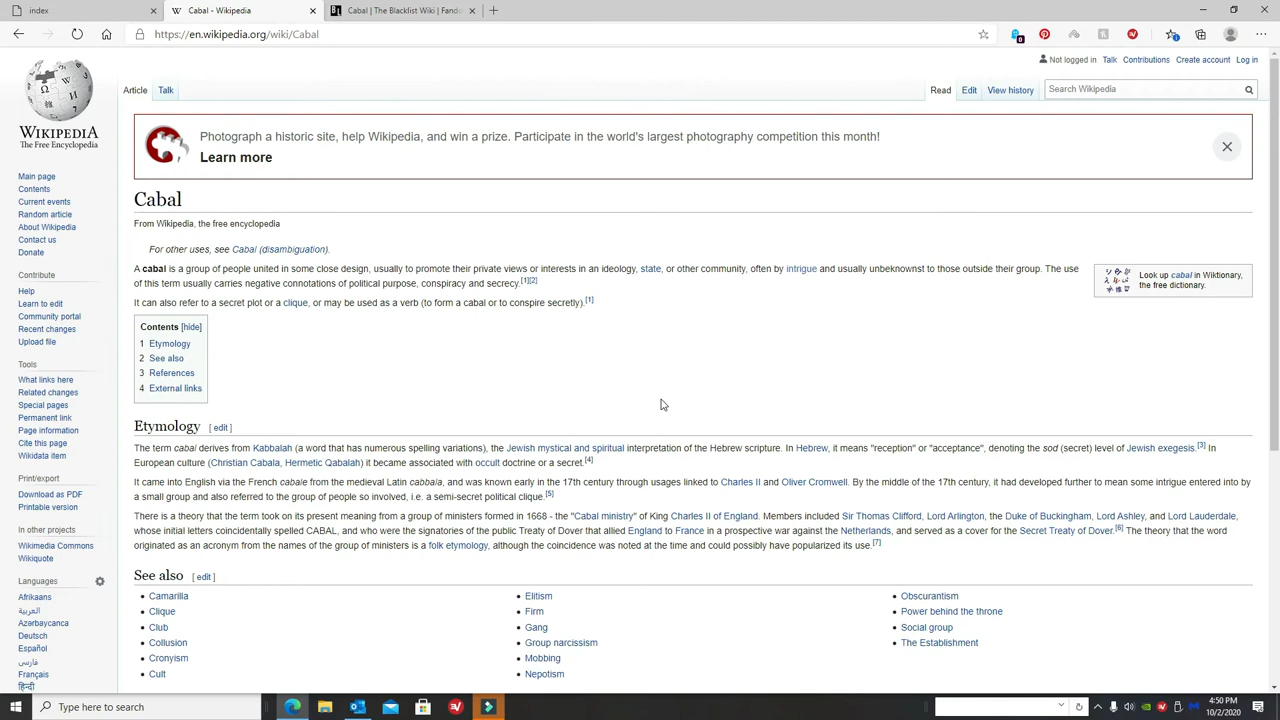 index
Cabal - Wikipedia
Cabal | The Blacklist Wiki | Fando
https://en.wikipedia.org/wiki/Cabal
Not logged in Talk Contributions Create account Log in
Article Talk Read Edit View history Search Wikipedia
WIKIPEDIA
The Free Encyclopedia
Photograph a historic site, help Wikipedia, and win a prize. Participate in the world's largest photography competition this month!
Learn more
Main page
Contents
Current events
Random article
About Wikipedia
Contact us
Donate
Contribute
Help
Learn to edit
Community portal
Recent changes
Upload file
Tools
What links here
Related changes
Special pages
Permanent link
Page information
Cite this page
Wikidata item
Print/export
Download as PDF
Printable version
In other projects
Wikimedia Commons
Wikiquote
Languages
Afrikaans
العربية
Azərbaycanca
Deutsch
Español
فارسی
Français
हिन्दी
Cabal
From Wikipedia, the free encyclopedia
For other uses, see Cabal (disambiguation).
A cabal is a group of people united in some close design, usually to promote their private views or interests in an ideology, state, or other community, often by intrigue and usually unbeknownst to those outside their group. The use
of this term usually carries negative connotations of political purpose, conspiracy and secrecy.[1][2]
It can also refer to a secret plot or a clique, or may be used as a verb (to form a cabal or to conspire secretly).[1]
Look up cabal in Wiktionary,
the free dictionary.
Contents [hide]
1 Etymology
2 See also
3 References
4 External links
Etymology [ edit ]
The term cabal derives from Kabbalah (a word that has numerous spelling variations), the Jewish mystical and spiritual interpretation of the Hebrew scripture. In Hebrew, it means "reception" or "acceptance", denoting the sod (secret) level of Jewish exegesis.[3] In
European culture (Christian Cabala, Hermetic Qabalah) it became associated with occult doctrine or a secret.[4]
It came into English via the French cabale from the medieval Latin cabbala, and was known early in the 17th century through usages linked to Charles II and Oliver Cromwell. By the middle of the 17th century, it had developed further to mean some intrigue entered into by
a small group and also referred to the group of people so involved, i.e. a semi-secret political clique.[5]
There is a theory that the term took on its present meaning from a group of ministers formed in 1668 - the "Cabal ministry" of King Charles II of England. Members included Sir Thomas Clifford, Lord Arlington, the Duke of Buckingham, Lord Ashley, and Lord Lauderdale,
whose initial letters coincidentally spelled CABAL, and who were the signatories of the public Treaty of Dover that allied England to France in a prospective war against the Netherlands, and served as a cover for the Secret Treaty of Dover.[6] The theory that the word
originated as an acronym from the names of the group of ministers is a folk etymology, although the coincidence was noted at the time and could possibly have popularized its use.[7]
See also [ edit ]
Camarilla
Clique
Club
Collusion
Cronyism
Cult
Elitism
Firm
Gang
Group narcissism
Mobbing
Nepotism
Obscurantism
Power behind the throne
Social group
The Establishment
Type here to search
4:50 PM
10/2/2020